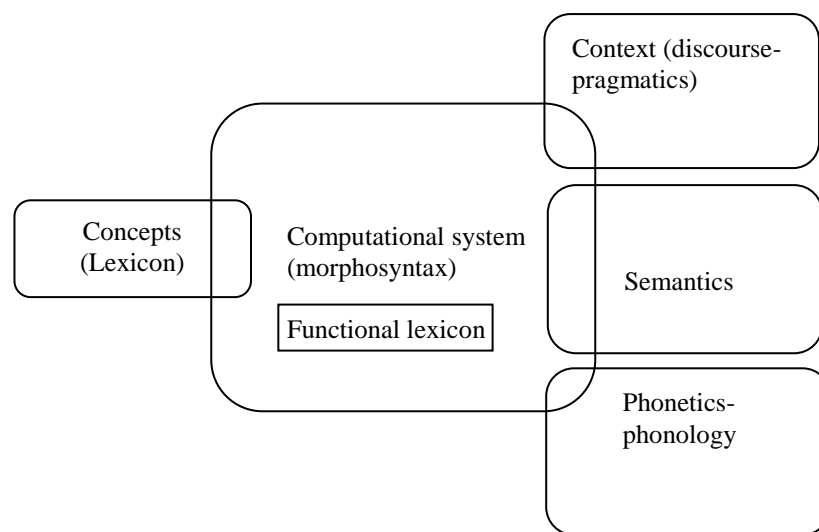 Context (discourse-
pragmatics)
Concepts
(Lexicon)
Computational system
(morphosyntax)
Functional lexicon
Semantics
Phonetics-
phonology